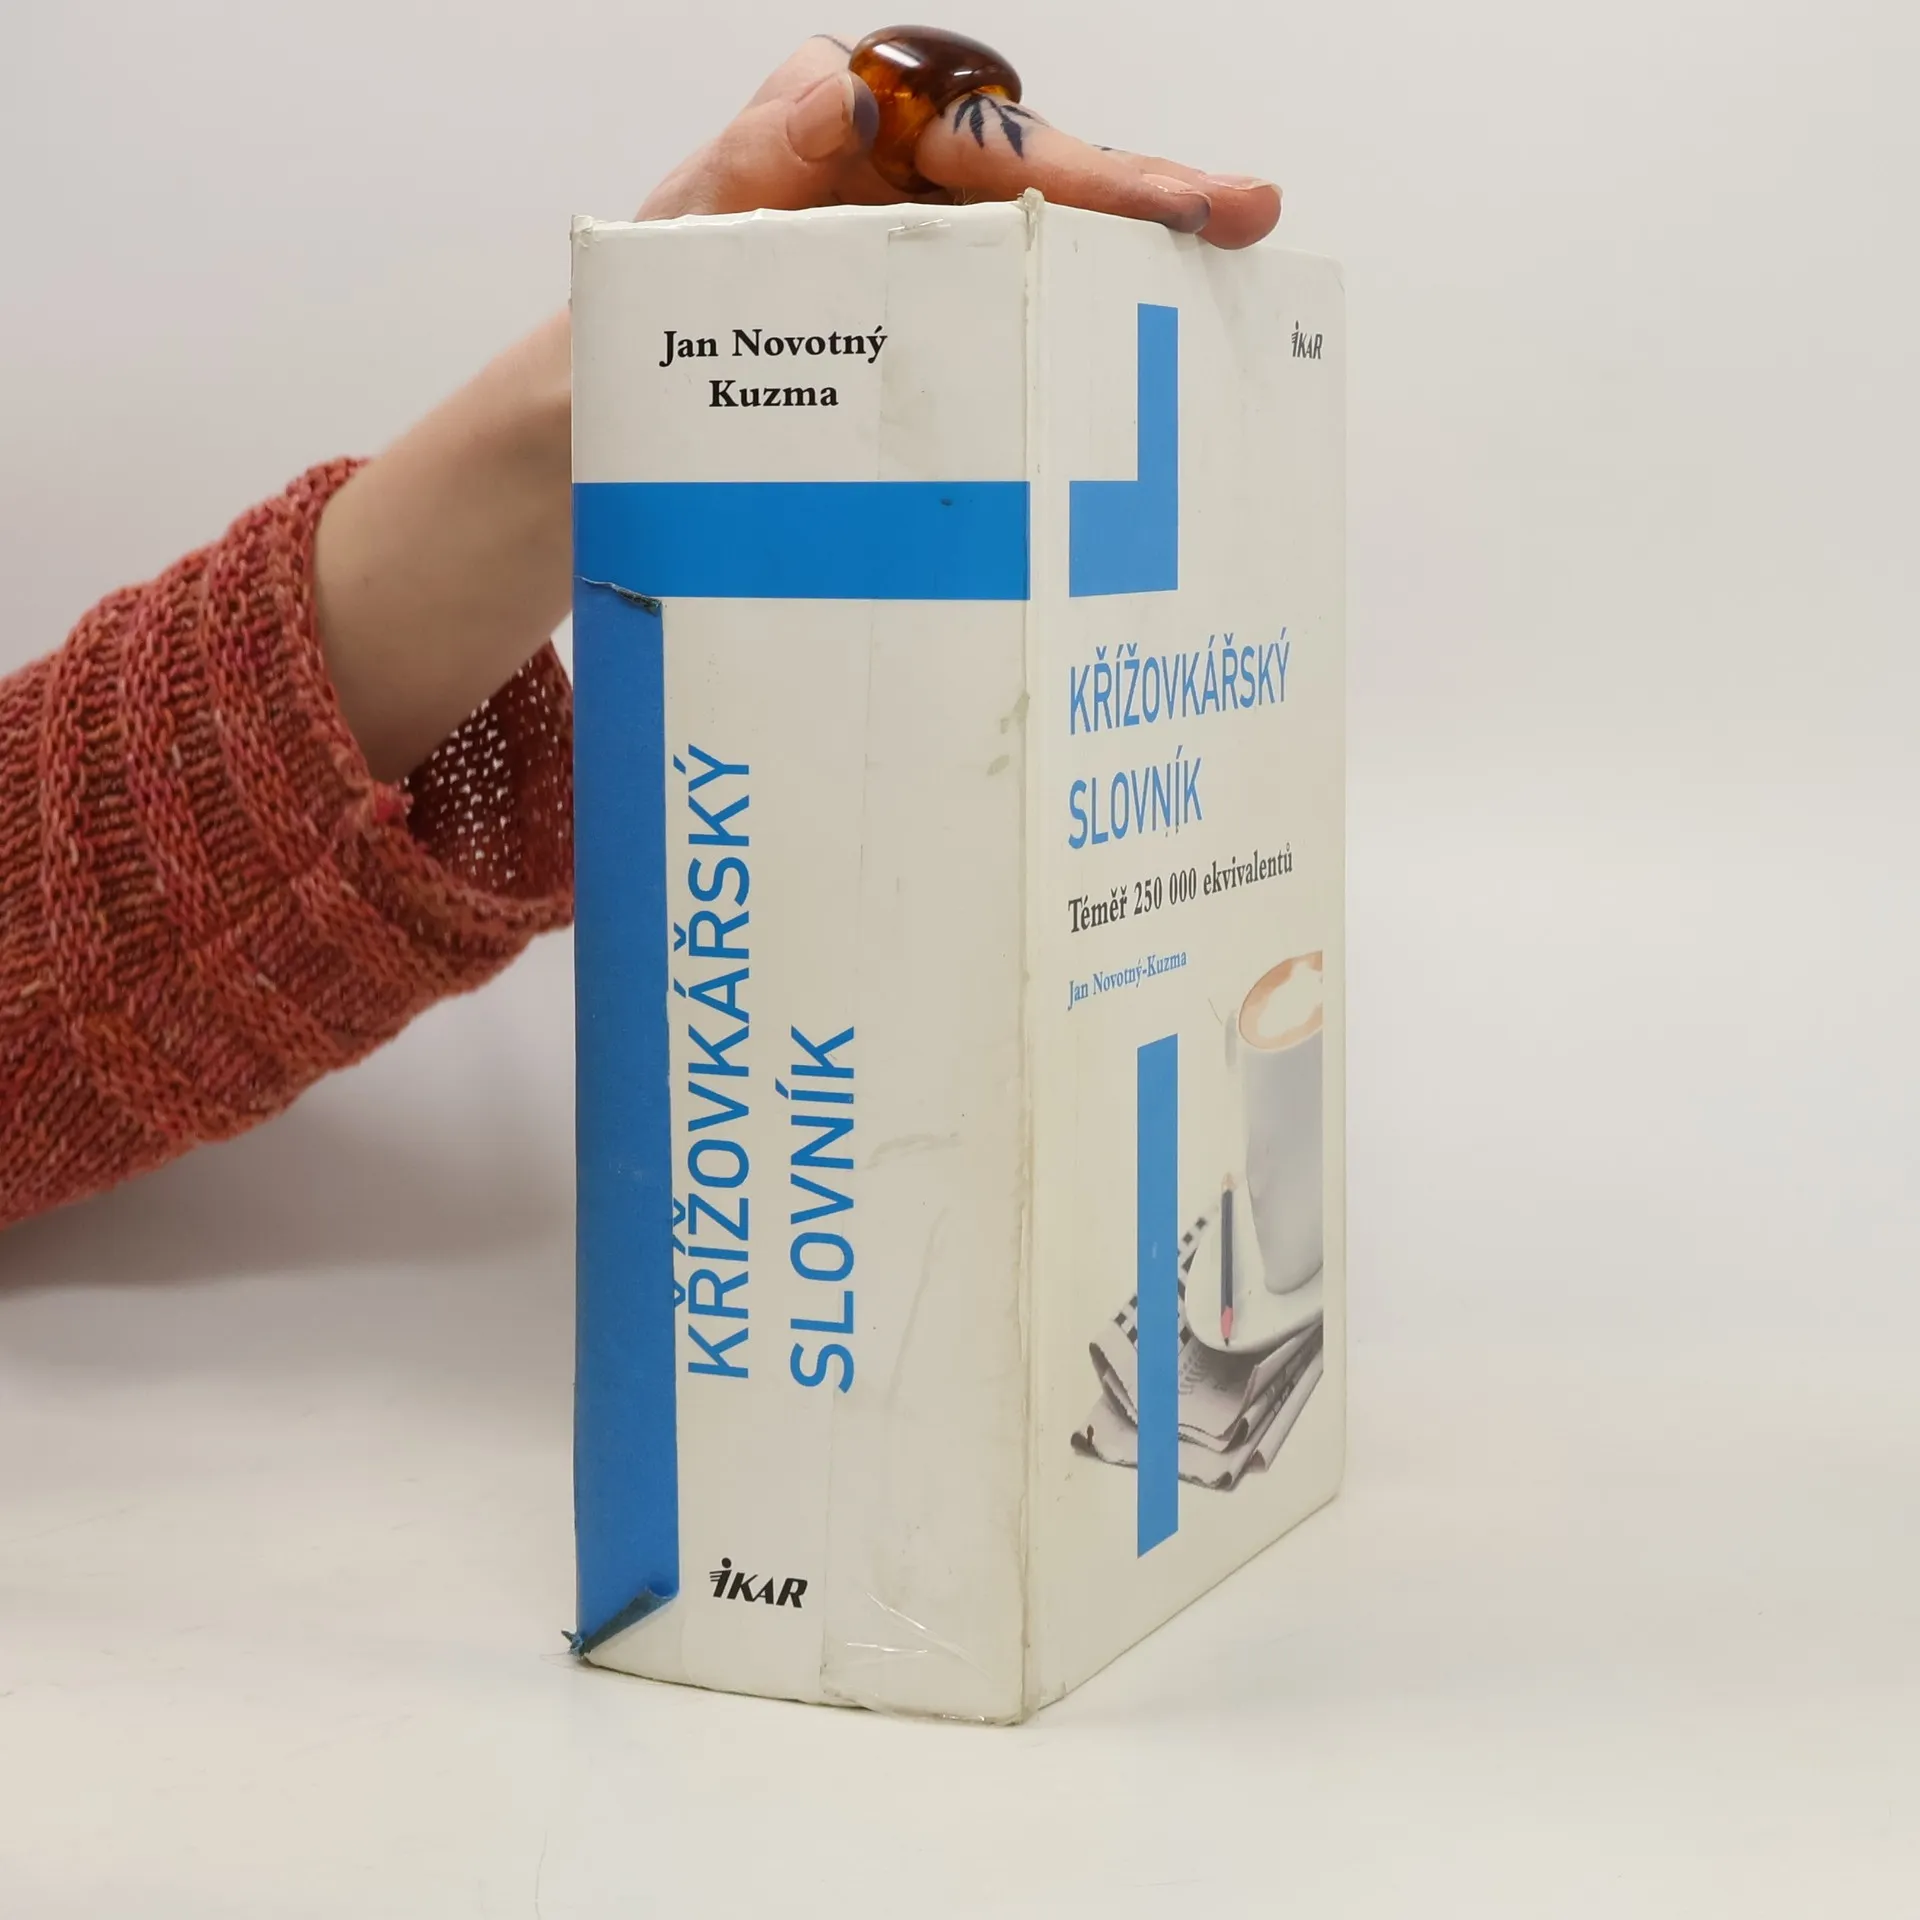 Jan Novotný
Kuzma
KŘÍŽOVKÁŘSKÝ
SLOVNÍK
IKAR
IKAR
KŘÍŽOVKÁŘSKÝ
SLOVNÍK
Téměř 250 000 ekvivalentů
Jan Novotný-Kuzma